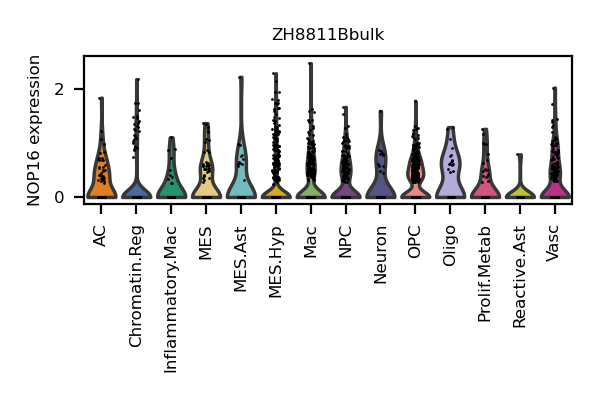 ZH8811Bbulk
NOP16 expression
2
0
AC
Chromatin.Reg
Inflammatory.Mac
MES
MES.Ast
MES.Hyp
Mac
NPC
Neuron
OPC
Oligo
Prolif.Metab
Reactive.Ast
Vasc